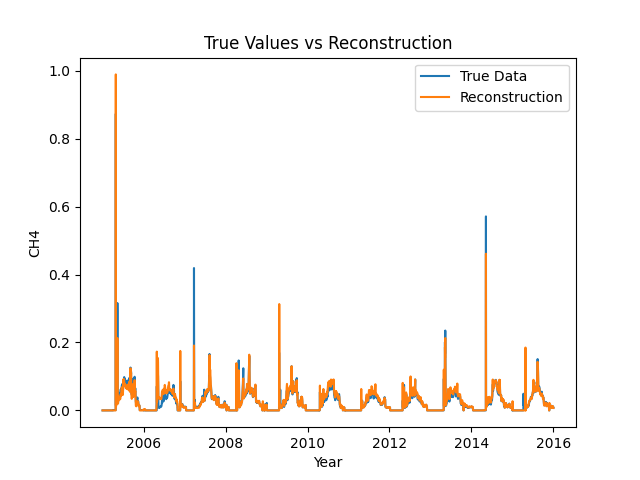 True Values vs Reconstruction
True Data
Reconstruction
CH4
1.0
0.8
0.6
0.4
0.2
0.0
2006 2008 2010 2012 2014 2016
Year